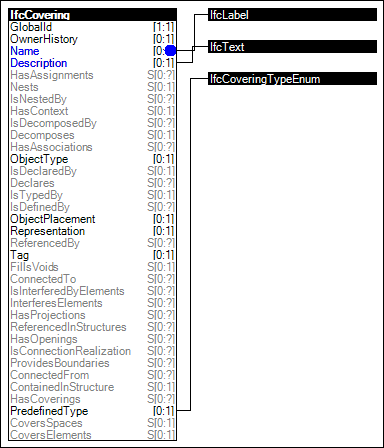 IfcCovering
GlobalId [1:1]
OwnerHistory [0:1]
Name [0:
Description [0:1]
HasAssignments S[0:?]
Nests S[0:1]
IsNestedBy S[0:?]
HasContext S[0:1]
IsDecomposedBy S[0:?]
Decomposes S[0:1]
HasAssociations S[0:?]
ObjectType [0:1]
IsDeclaredBy S[0:1]
Declares S[0:?]
IsTypedBy S[0:1]
IsDefinedBy S[0:?]
ObjectPlacement [0:1]
Representation [0:1]
ReferencedBy S[0:?]
Tag [0:1]
FillsVoids S[0:1]
ConnectedTo S[0:?]
IsInterferedByElements S[0:?]
InterferesElements S[0:?]
HasProjections S[0:?]
ReferencedInStructures S[0:?]
HasOpenings S[0:?]
IsConnectionRealization S[0:?]
ProvidesBoundaries S[0:?]
ConnectedFrom S[0:?]
ContainedInStructure S[0:1]
HasCoverings S[0:?]
PredefinedType [0:1]
CoversSpaces S[0:1]
CoversElements S[0:1]
IfcLabel
IfcText
IfcCoveringTypeEnum